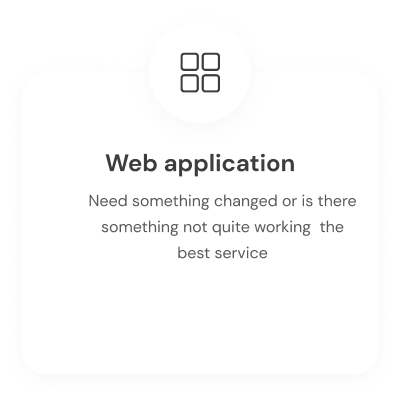 Web application
Need something changed or is there
something not quite working  the
best service